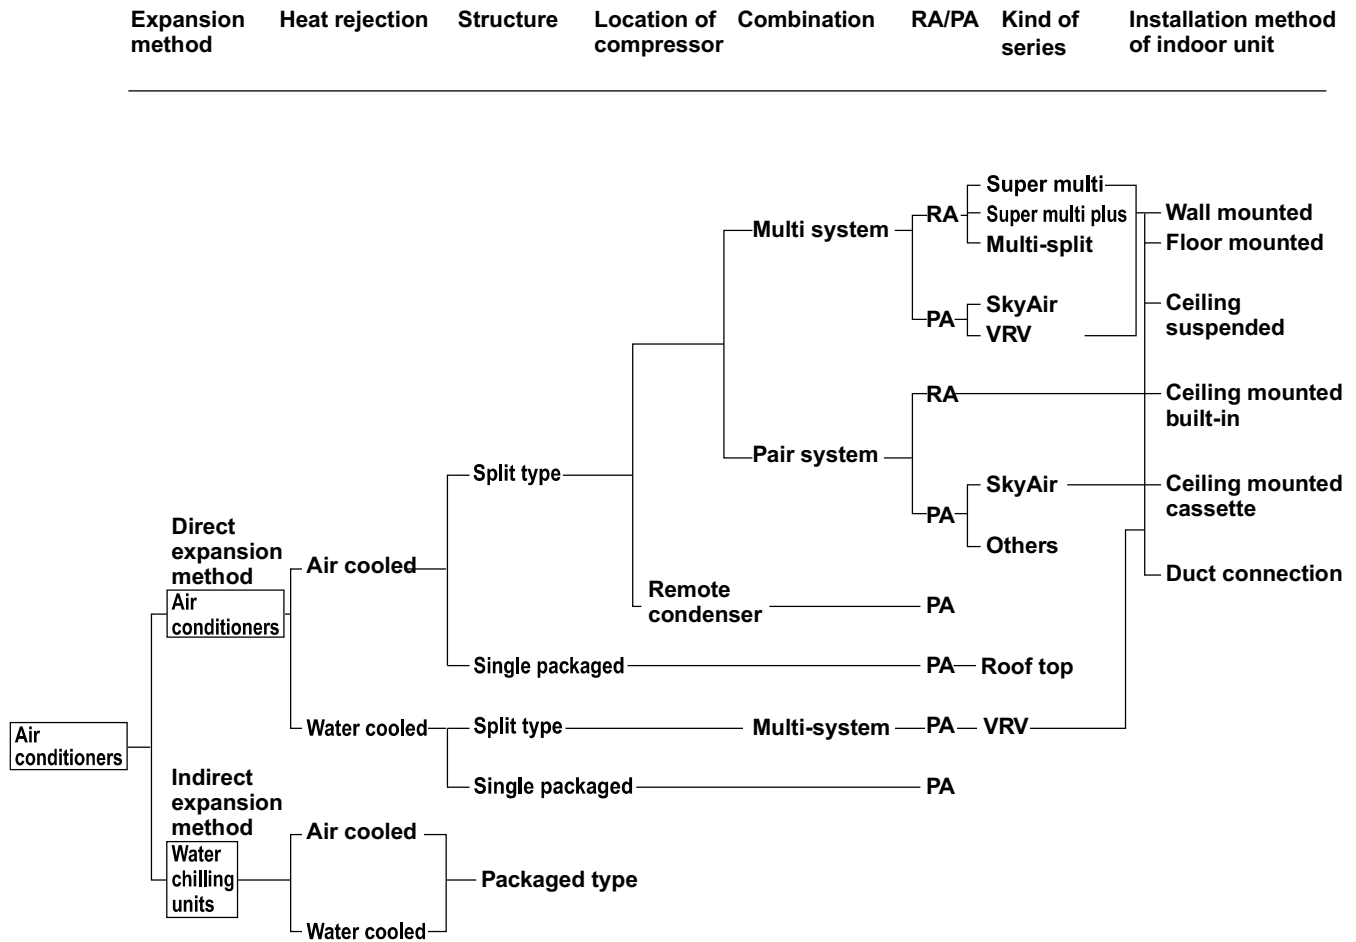 Expansion
method
Heat rejection
Structure
Location of
compressor
Combination
RA/PA
Kind of
series
Installation method
of indoor unit
Super multi
RA
Super multi plus
Wall mounted
Multi system
Multi-split
Floor mounted
SkyAir
Ceiling
suspended
PA
VRV
RA
Ceiling mounted
built-in
Pair system
Split type
SkyAir
Ceiling mounted
cassette
PA
Others
Direct
expansion
method
Air
conditioners
Air cooled
Duct connection
Remote
condenser
PA
Single packaged
PA
Roof top
Air
conditioners
Water cooled
Split type
Multi-system
PA
VRV
Single packaged
PA
Indirect
expansion
method
Water
chilling
units
Air cooled
Packaged type
Water cooled